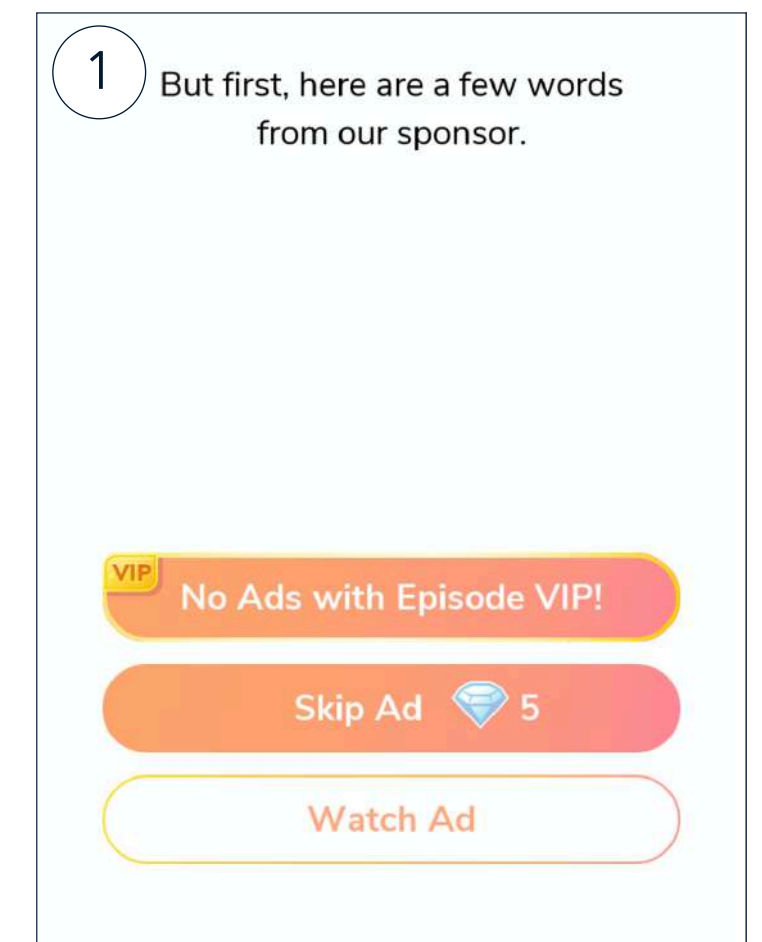 1
But first, here are a few words
from our sponsor.
VIP
No Ads with Episode VIP!
Skip Ad 5
Watch Ad